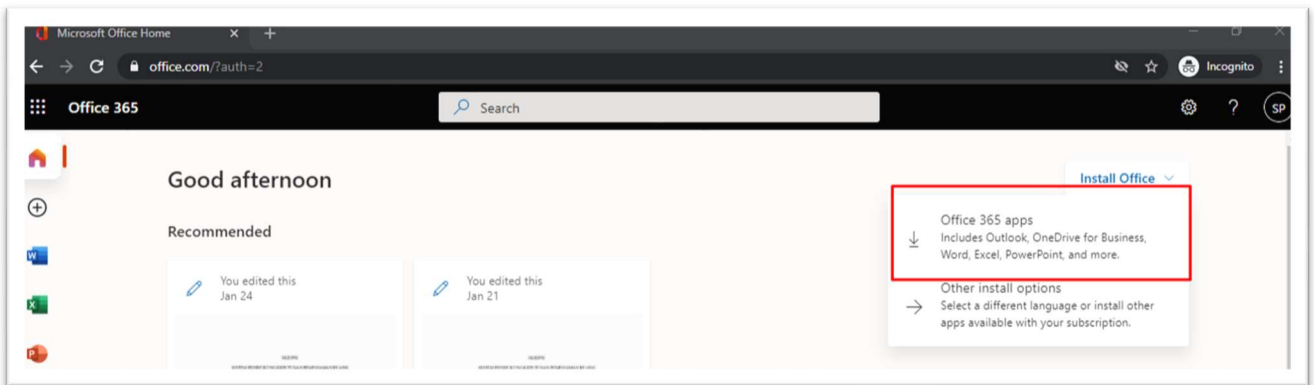 Microsoft Office Home
office.com/?auth=2
Incognito
Office 365
Search
?
SP
Good afternoon
Install Office
Recommended
Office 365 apps
Includes Outlook, OneDrive for Business,
Word, Excel, PowerPoint, and more.
You edited this
Jan 24
You edited this
Jan 21
Other install options
Select a different language or install other
apps available with your subscription.
W
X
P